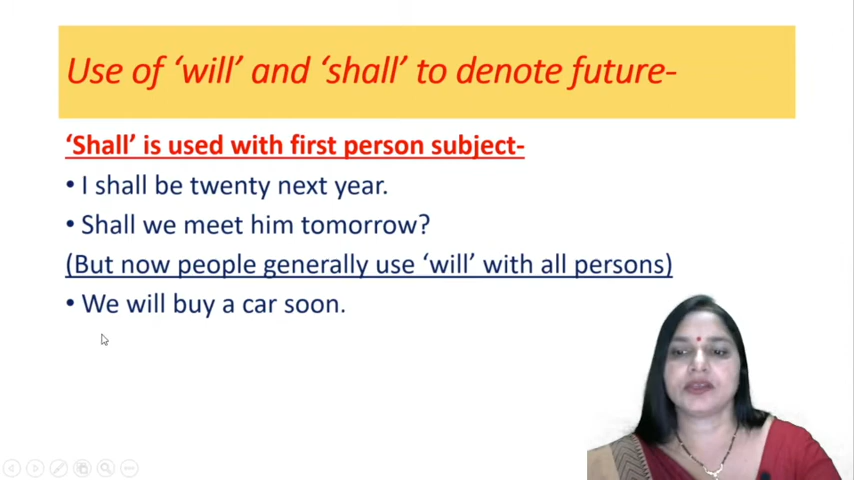 Use of ‘will’ and ‘shall’ to denote future-
‘Shall’ is used with first person subject-
• I shall be twenty next year.
• Shall we meet him tomorrow?
(But now people generally use ‘will’ with all persons)
• We will buy a car soon.